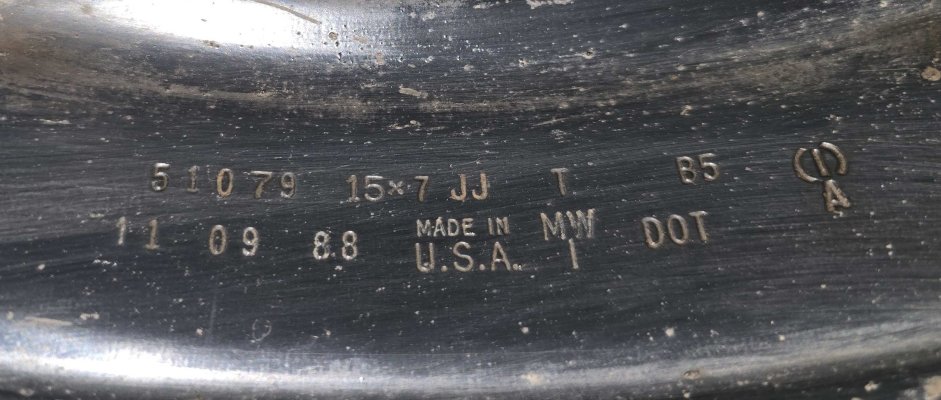 51079 15×7 JJ T B5 (I)
A
11 09 88 MADE IN MW DOT
U.S.A. I